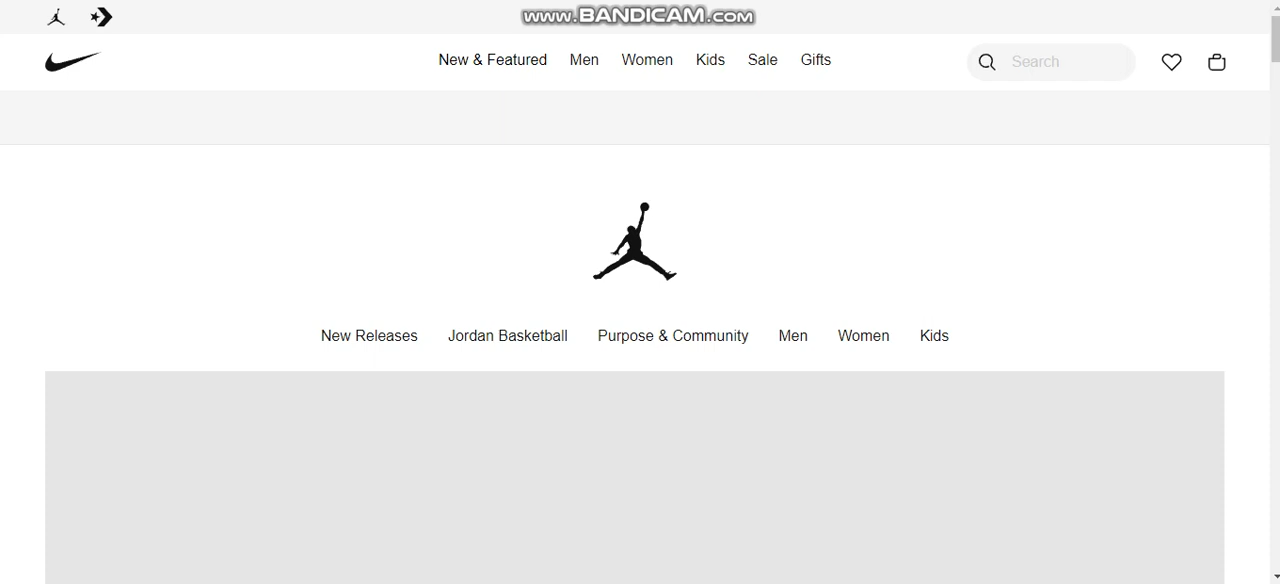 www.BANDICAM.com
New & Featured Men Women Kids Sale Gifts Search
New Releases Jordan Basketball Purpose & Community Men Women Kids